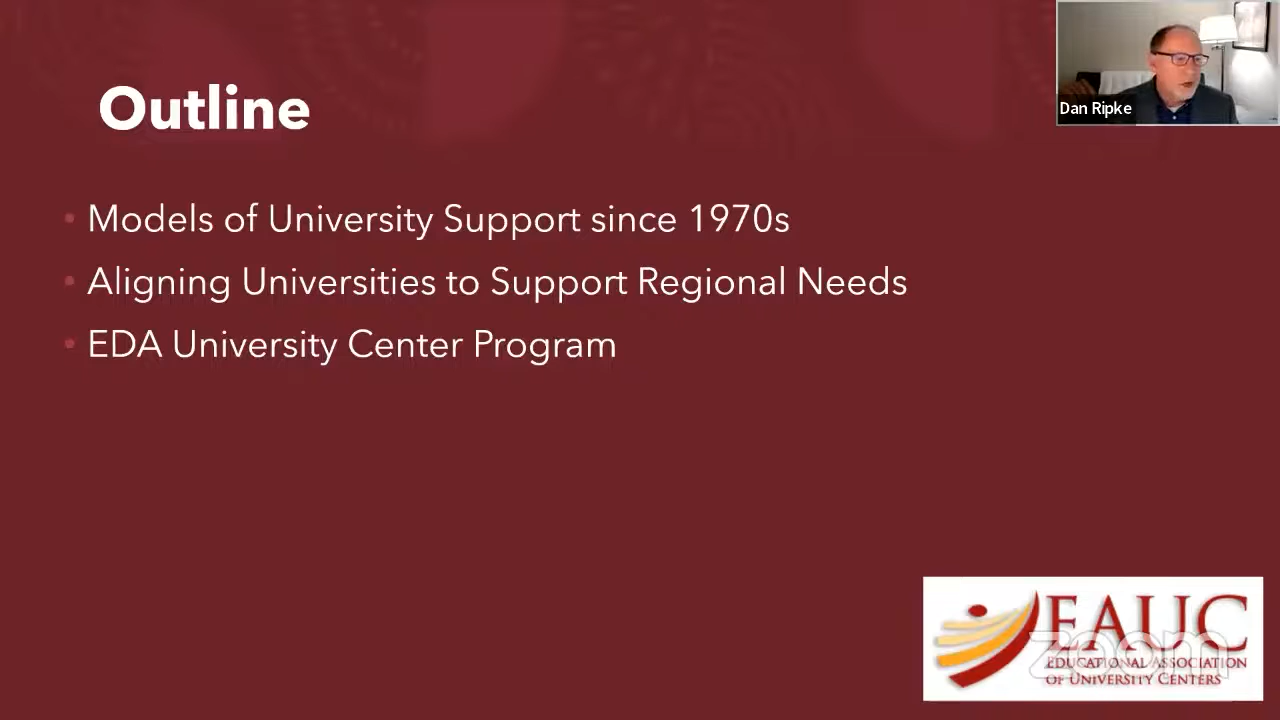 Outline
Dan Ripke
• Models of University Support since 1970s
• Aligning Universities to Support Regional Needs
• EDA University Center Program
EAUC
zoom
EDUCATIONAL ASSOCIATION
OF UNIVERSITY CENTERS